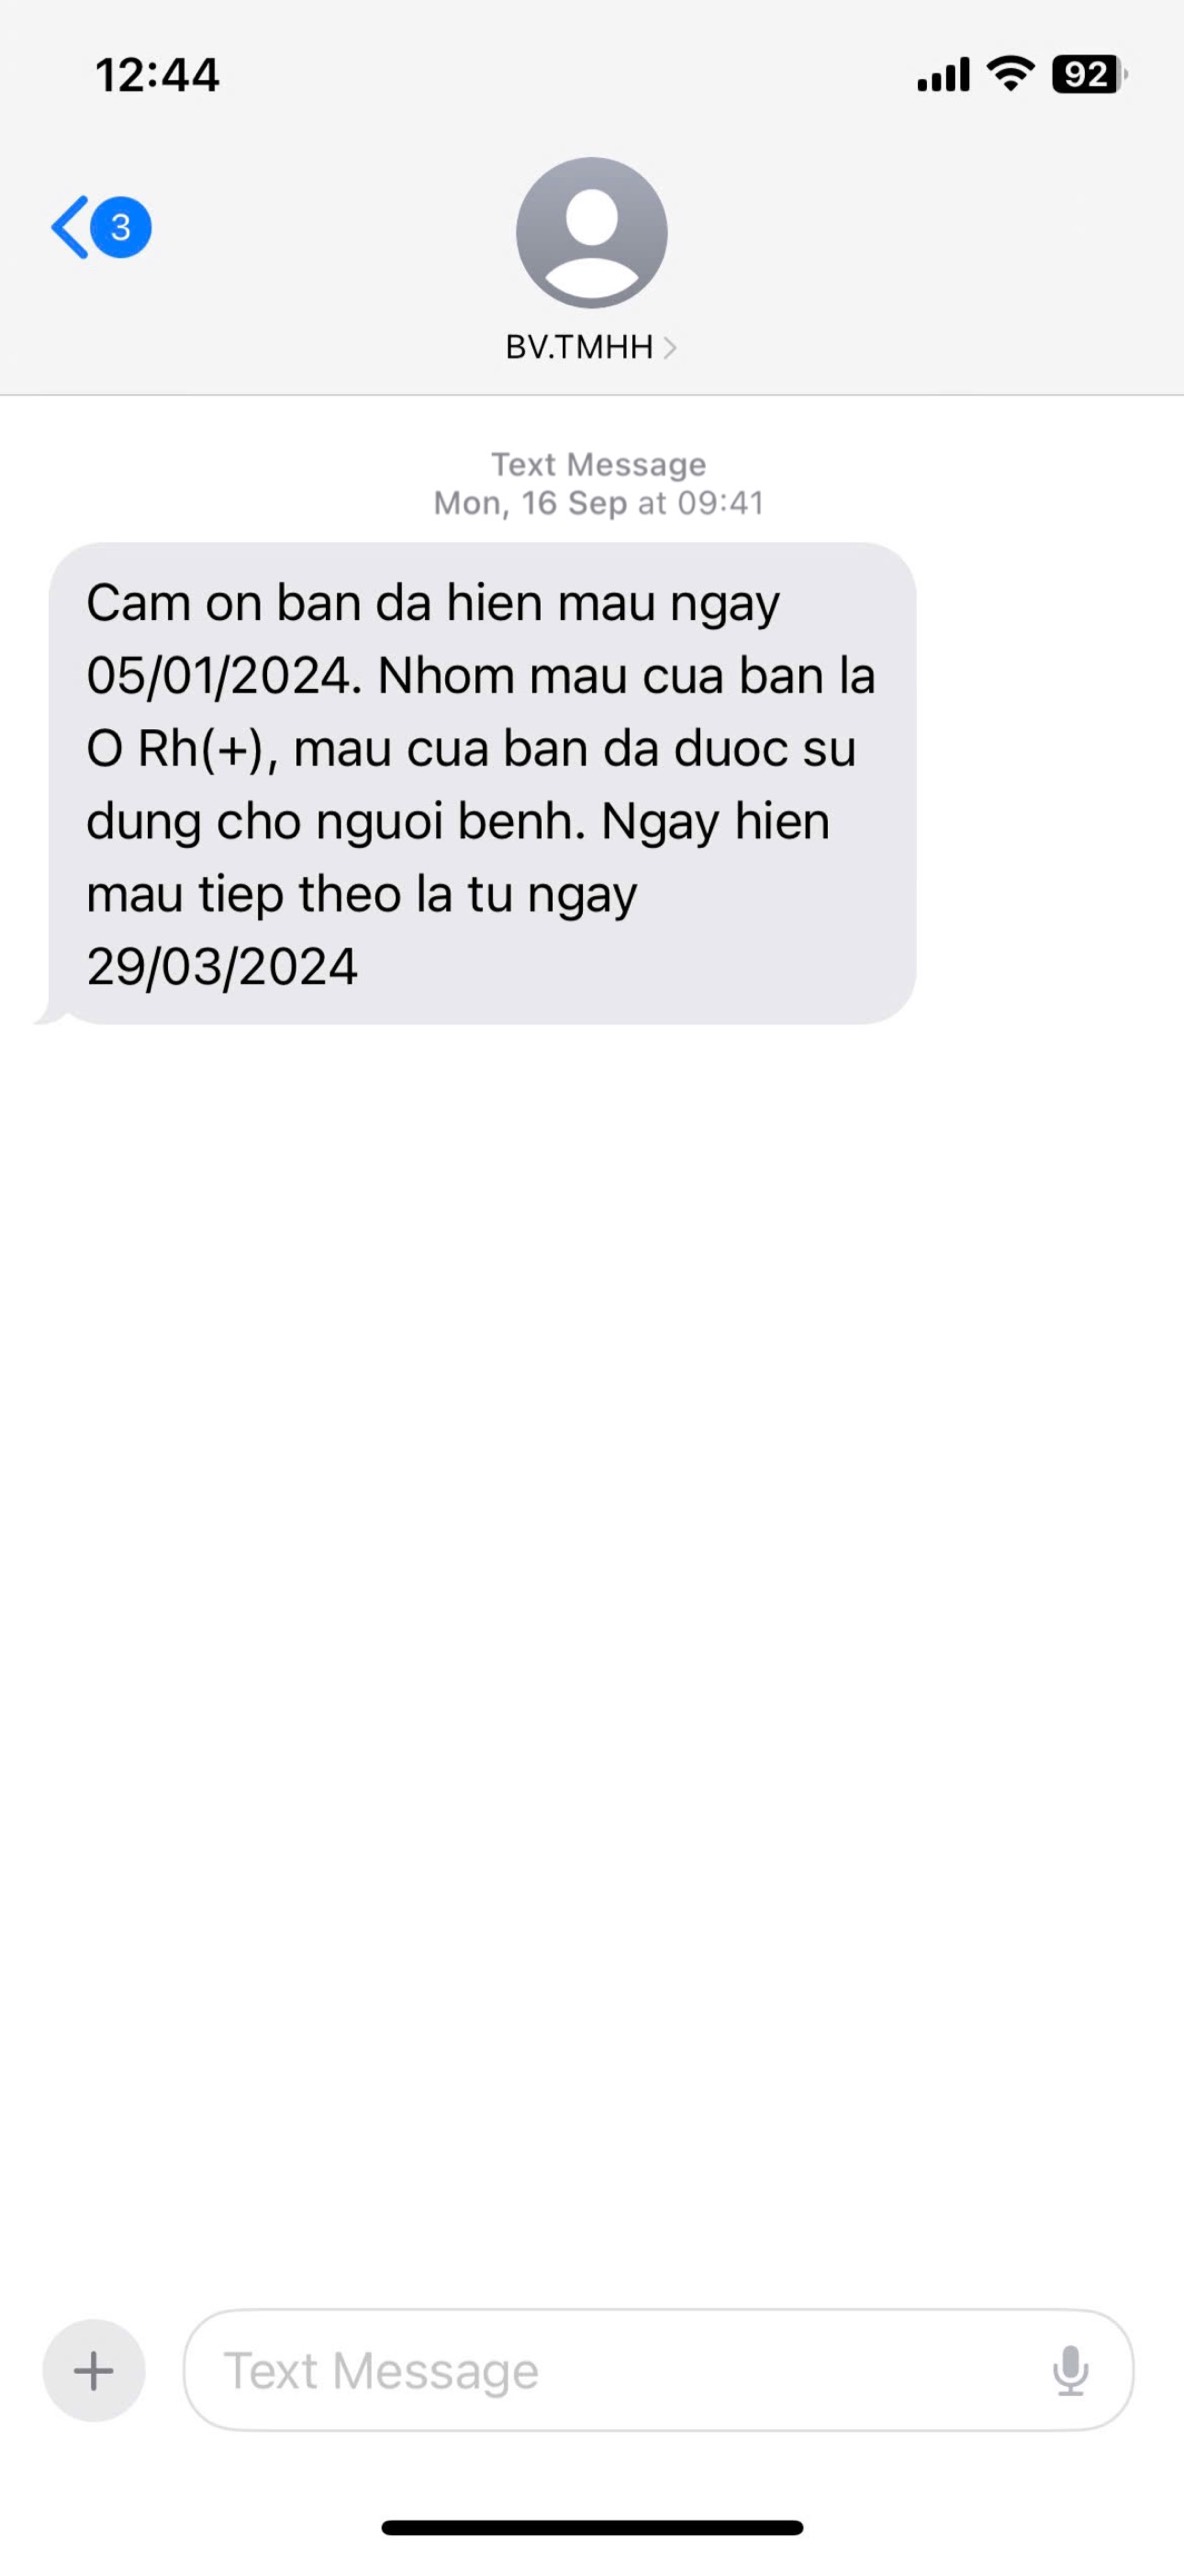 12:44
92
3
BV.TMHH
Text Message
Mon, 16 Sep at 09:41
Cam on ban da hien mau ngay
05/01/2024. Nhom mau cua ban la
O Rh(+), mau cua ban da duoc su
dung cho nguoi benh. Ngay hien
mau tiep theo la tu ngay
29/03/2024
Text Message